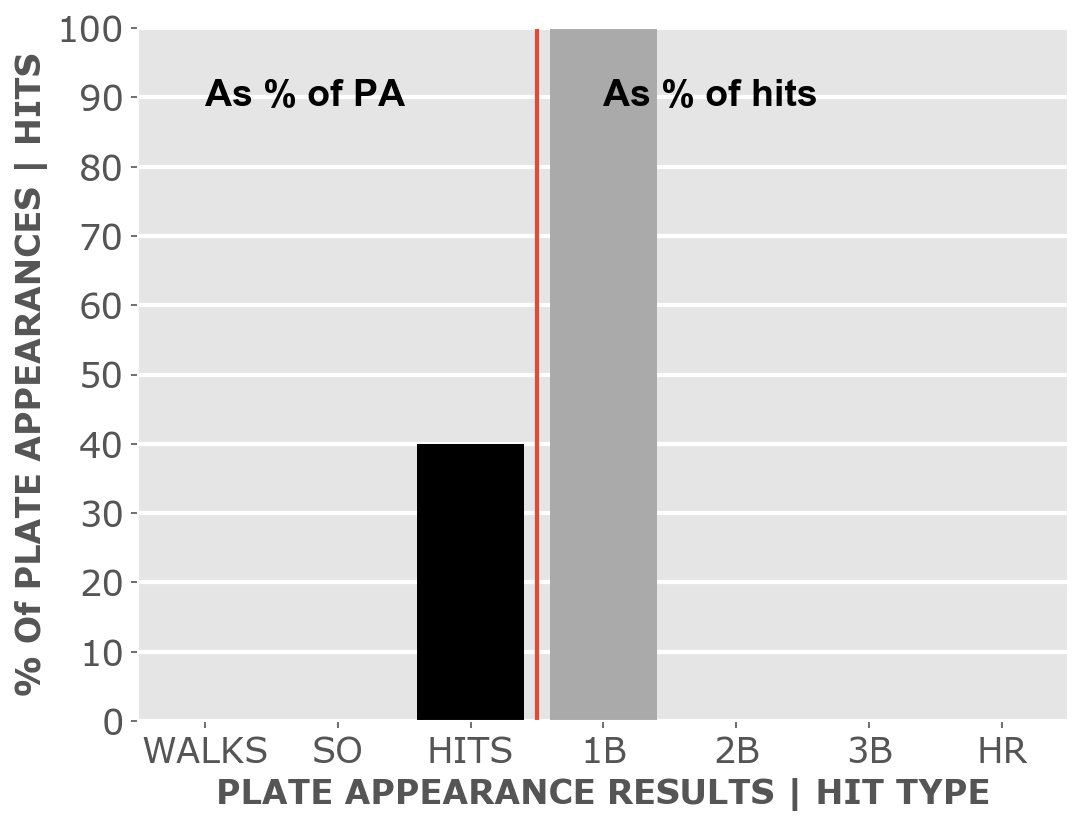 % Of PLATE APPEARANCES | HITS
100
90
80
70
60
50
40
30
20
10
0
As % of PA
As % of hits
WALKS SO HITS 1B 2B 3B HR
PLATE APPEARANCE RESULTS | HIT TYPE